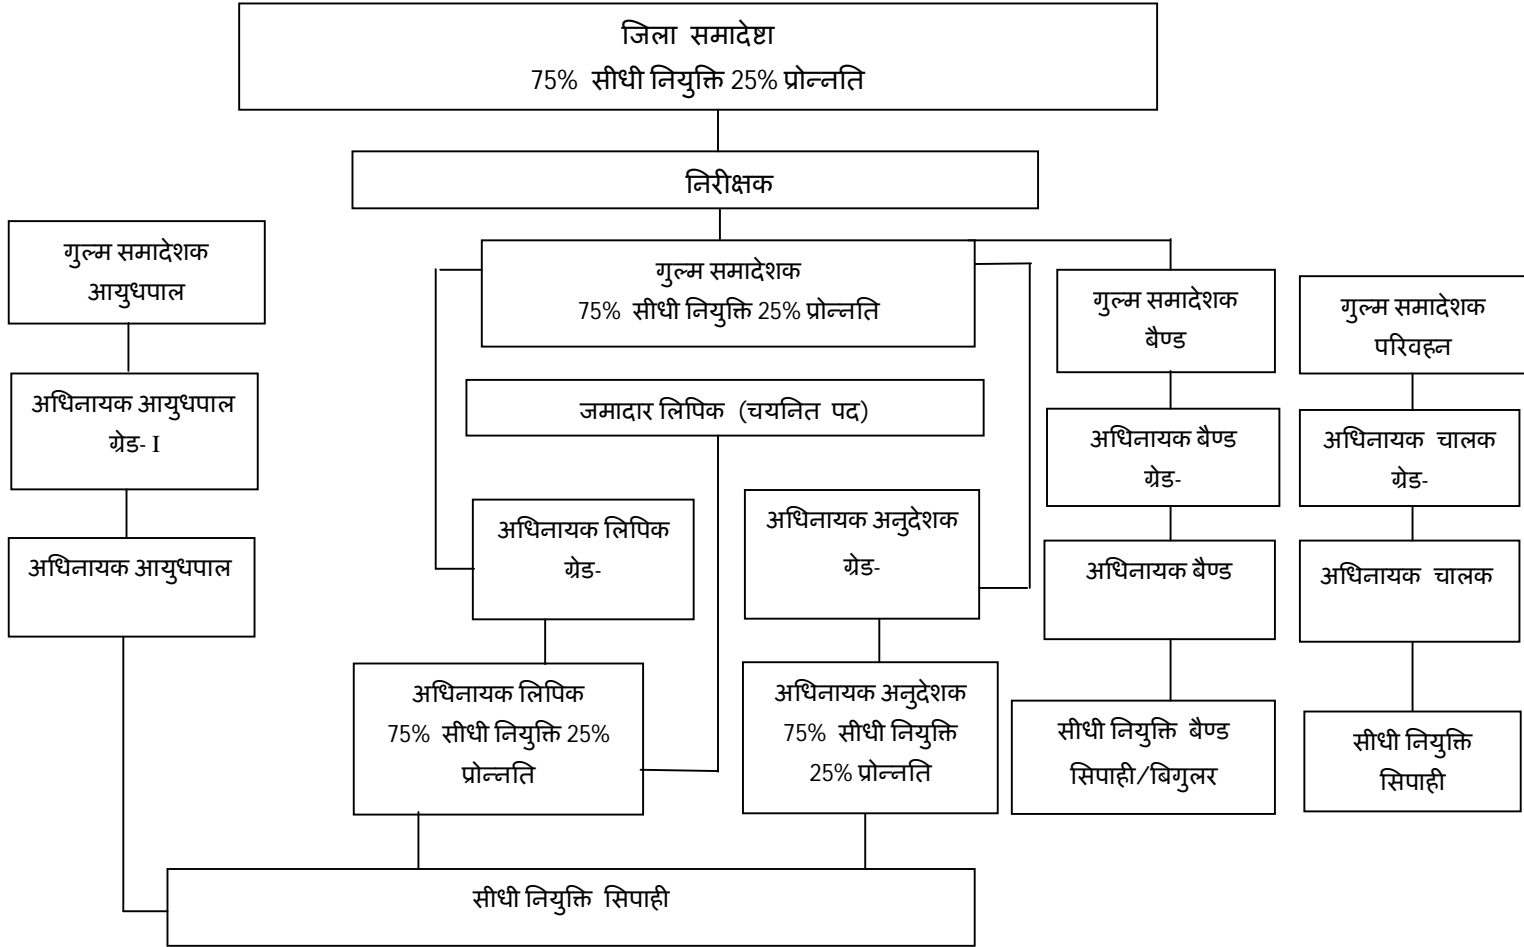 जिला समादेष्टा
75% सीधी नियुक्ति 25% प्रोन्नति
निरीक्षक
गुल्म समादेशक
आयुधपाल
गुल्म समादेशक
75% सीधी नियुक्ति 25% प्रोन्नति
गुल्म समादेशक
बैण्ड
गुल्म समादेशक
परिवहन
अधिनायक आयुधपाल
ग्रेड- I
जमादार लिपिक (चयनित पद)
अधिनायक बैण्ड
ग्रेड-
अधिनायक चालक
ग्रेड-
अधिनायक लिपिक
ग्रेड-
अधिनायक अनुदेशक
ग्रेड-
अधिनायक आयुधपाल
अधिनायक बैण्ड
अधिनायक चालक
अधिनायक लिपिक
75% सीधी नियुक्ति 25%
प्रोन्नति
अधिनायक अनुदेशक
75% सीधी नियुक्ति
25% प्रोन्नति
सीधी नियुक्ति बैण्ड
सिपाही/बिगुलर
सीधी नियुक्ति
सिपाही
सीधी नियुक्ति सिपाही